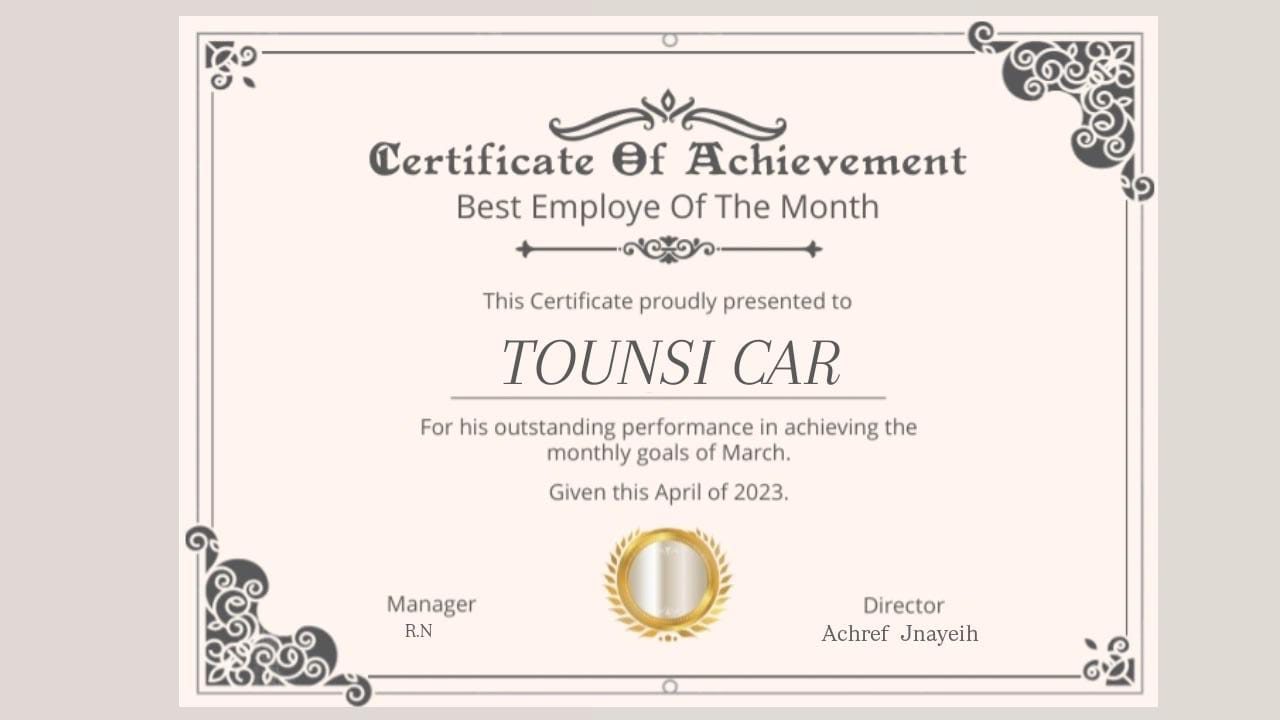 Certificate Of Achievement
Best Employe Of The Month
This Certificate proudly presented to
TOUNSI CAR
For his outstanding performance in achieving the
monthly goals of March.
Given this April of 2023.
Manager
R.N
Director
Achref Jnayeih